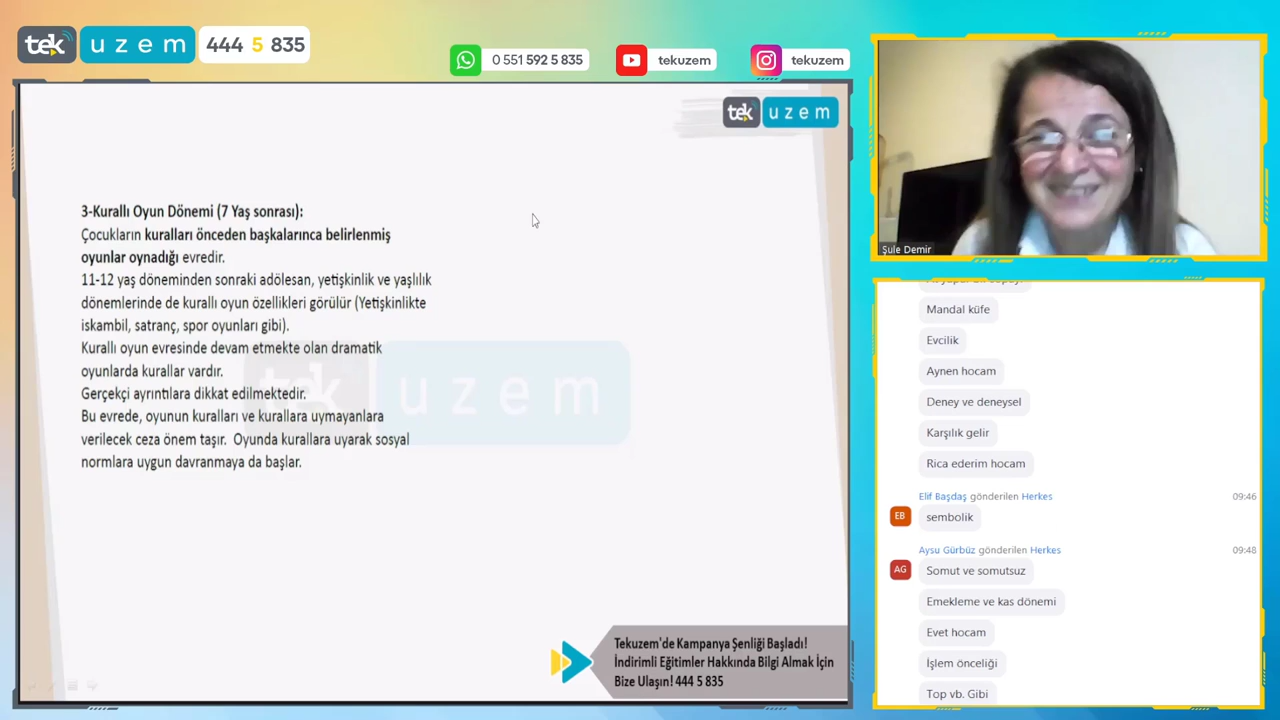 tek uzem 444 5 835
0 551 592 5 835
tekuzem
tekuzem
tek uzem
3-Kurallı Oyun Dönemi (7 Yaş sonrası):
Çocukların kuralları önceden başkalarınca belirlenmiş
oyunlar oynadığı evredir.
11-12 yaş döneminden sonraki adölesan, yetişkinlik ve yaşlılık
dönemlerinde de kurallı oyun özellikleri görülür (Yetişkinlikte
iskambil, satranç, spor oyunları gibi).
Kurallı oyun evresinde devam etmekte olan dramatik
oyunlarda kurallar vardır.
Gerçekçi ayrıntılara dikkat edilmektedir.
Bu evrede, oyunun kuralları ve kurallara uymayanlara
verilecek ceza önem taşır. Oyunda kurallara uyarak sosyal
normlara uygun davranmaya da başlar.
tek uzem
Tekuzem'de Kampanya Şenliği Başladı!
İndirimli Eğitimler Hakkında Bilgi Almak İçin
Bize Ulaşın! 444 5 835
Şule Demir
Mandal küfe
Evcilik
Aynen hocam
Deney ve deneysel
Karşılık gelir
Rica ederim hocam
Elif Başdaş gönderilen Herkes 09:46
EB sembolik
Aysu Gürbüz gönderilen Herkes 09:48
AG Somut ve somutsuz
Emekleme ve kas dönemi
Evet hocam
İşlem önceliği
Top vb. Gibi